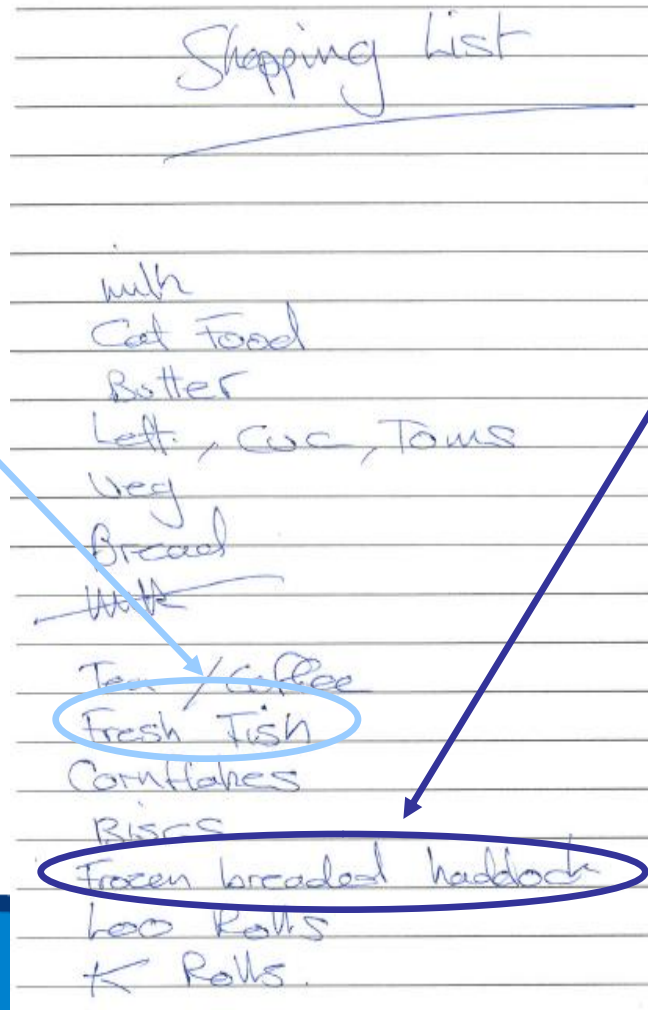 Shopping List
milk
Cat Food
Butter
Lett., Cuc, Toms
Veg
Bread
Milk
Tea / Coffee
Fresh Fish
Cornflakes
Biscs
Frozen breaded haddock
Loo Rolls
K Rolls.